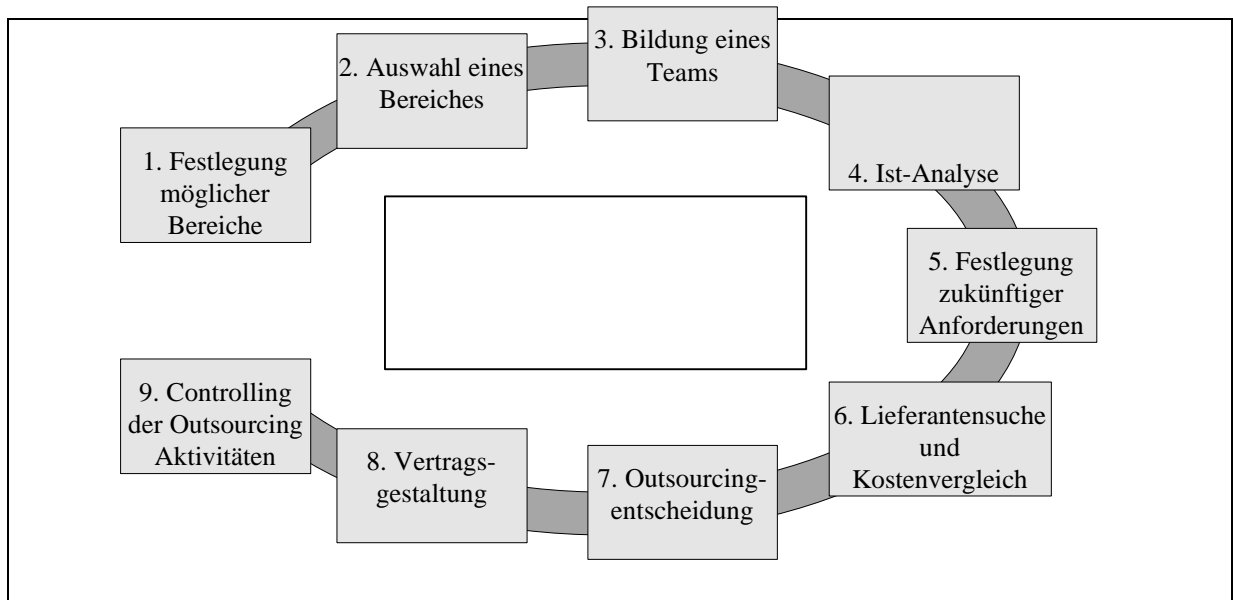 1. Festlegung
möglicher
Bereiche
2. Auswahl eines
Bereiches
3. Bildung eines
Teams
4. Ist-Analyse
5. Festlegung
zukünftiger
Anforderungen
6. Lieferantensuche
und
Kostenvergleich
7. Outsourcing-
entscheidung
8. Vertrags-
gestaltung
9. Controlling
der Outsourcing
Aktivitäten